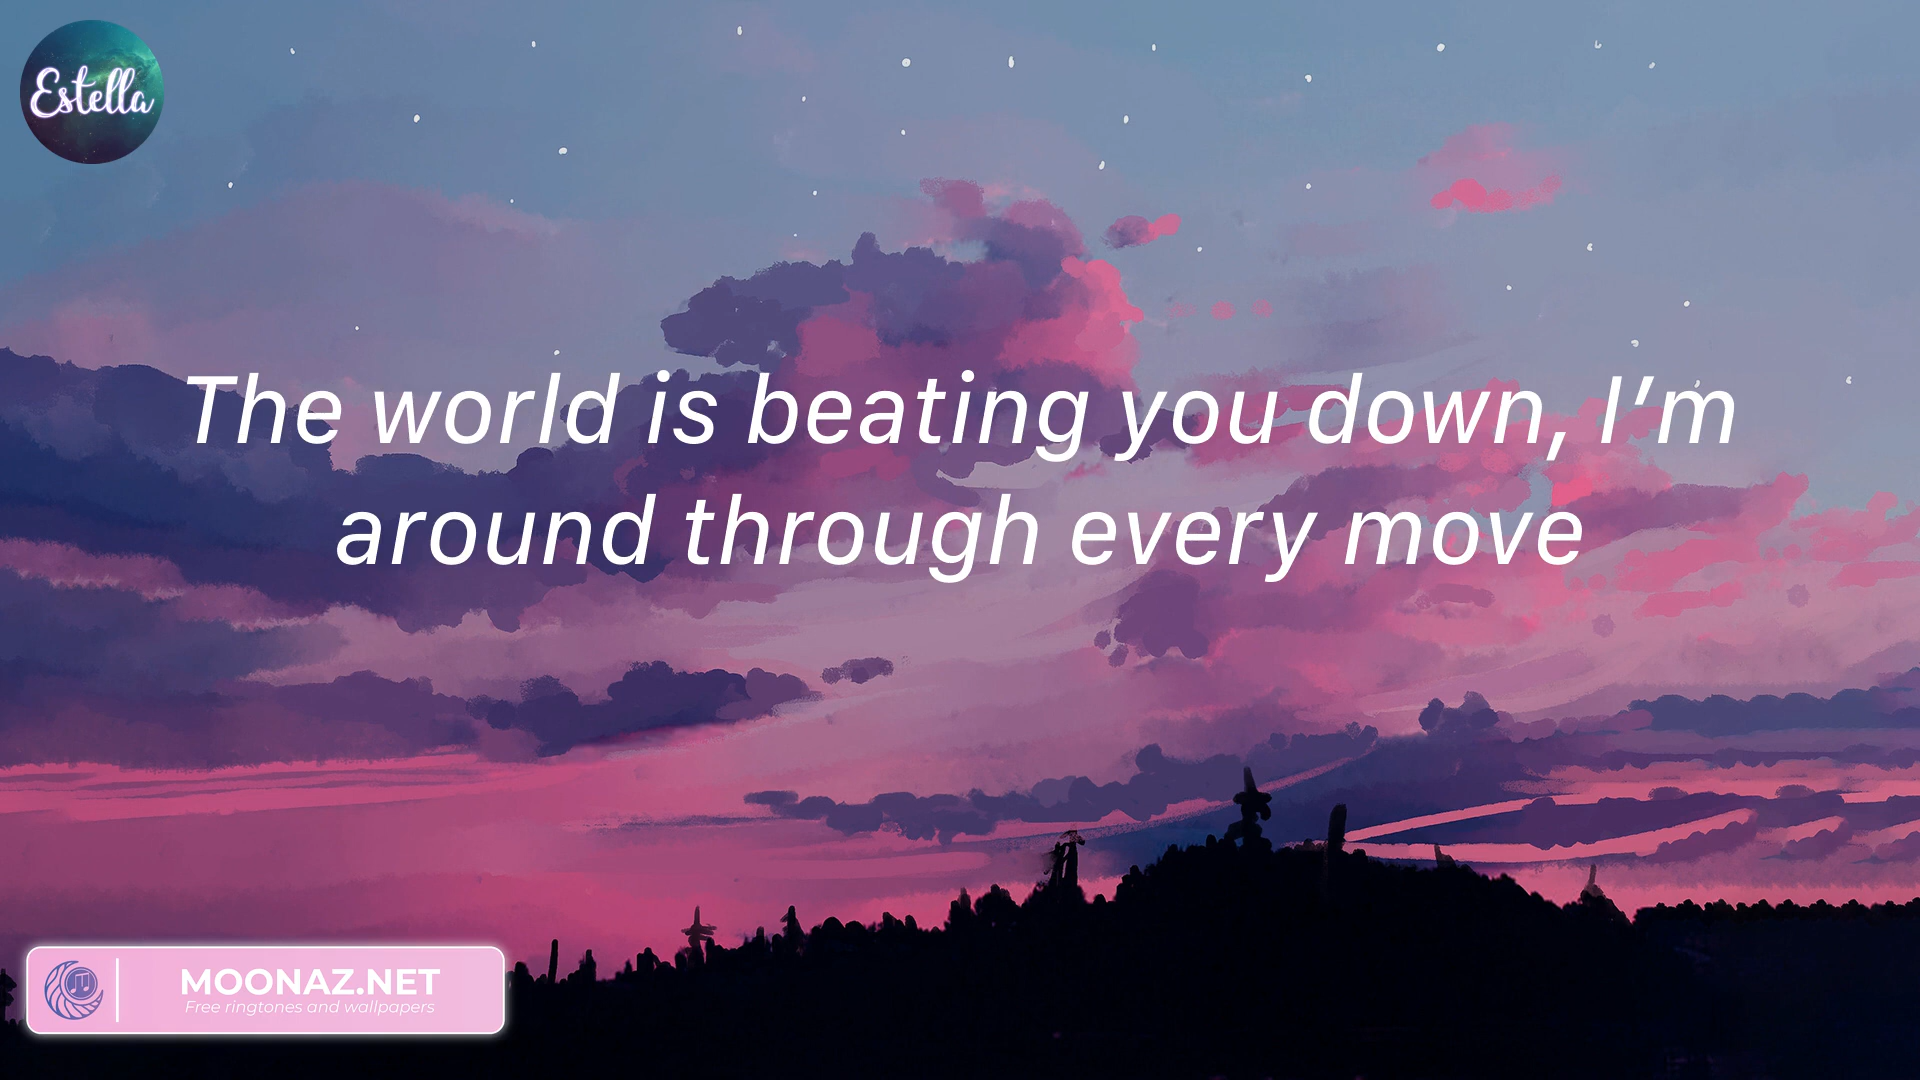 Estella
The world is beating you down, I’m
around through every move
MOONAZ.NET
Free ringtones and wallpapers